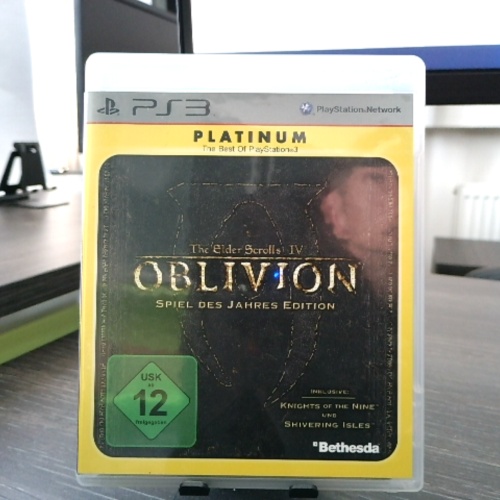 PS3
PlayStation Network
PLATINUM
The Best Of PlayStation®3
The Elder Scrolls IV
OBLIVION
SPIEL DES JAHRES EDITION
USK
ab
12
freigegeben
INKLUSIVE:
KNIGHTS OF THE NINE
UND
SHIVERING ISLES™
Bethesda